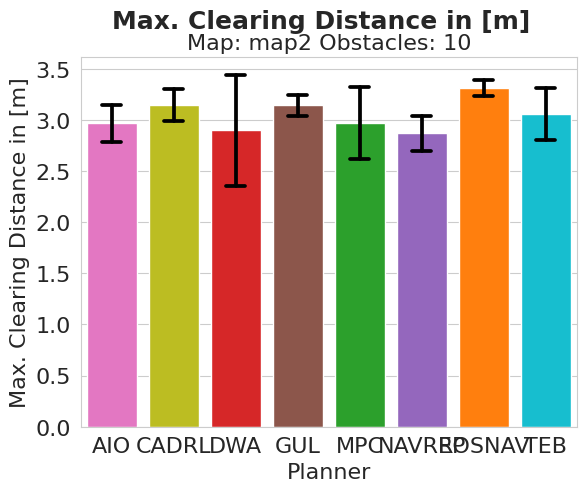 Max. Clearing Distance in [m]
Map: map2 Obstacles: 10
Max. Clearing Distance in [m]
3.5
3.0
2.5
2.0
1.5
1.0
0.5
0.0
AIO CADRL DWA GUL MPC NAVREP ROSNAV TEB
Planner